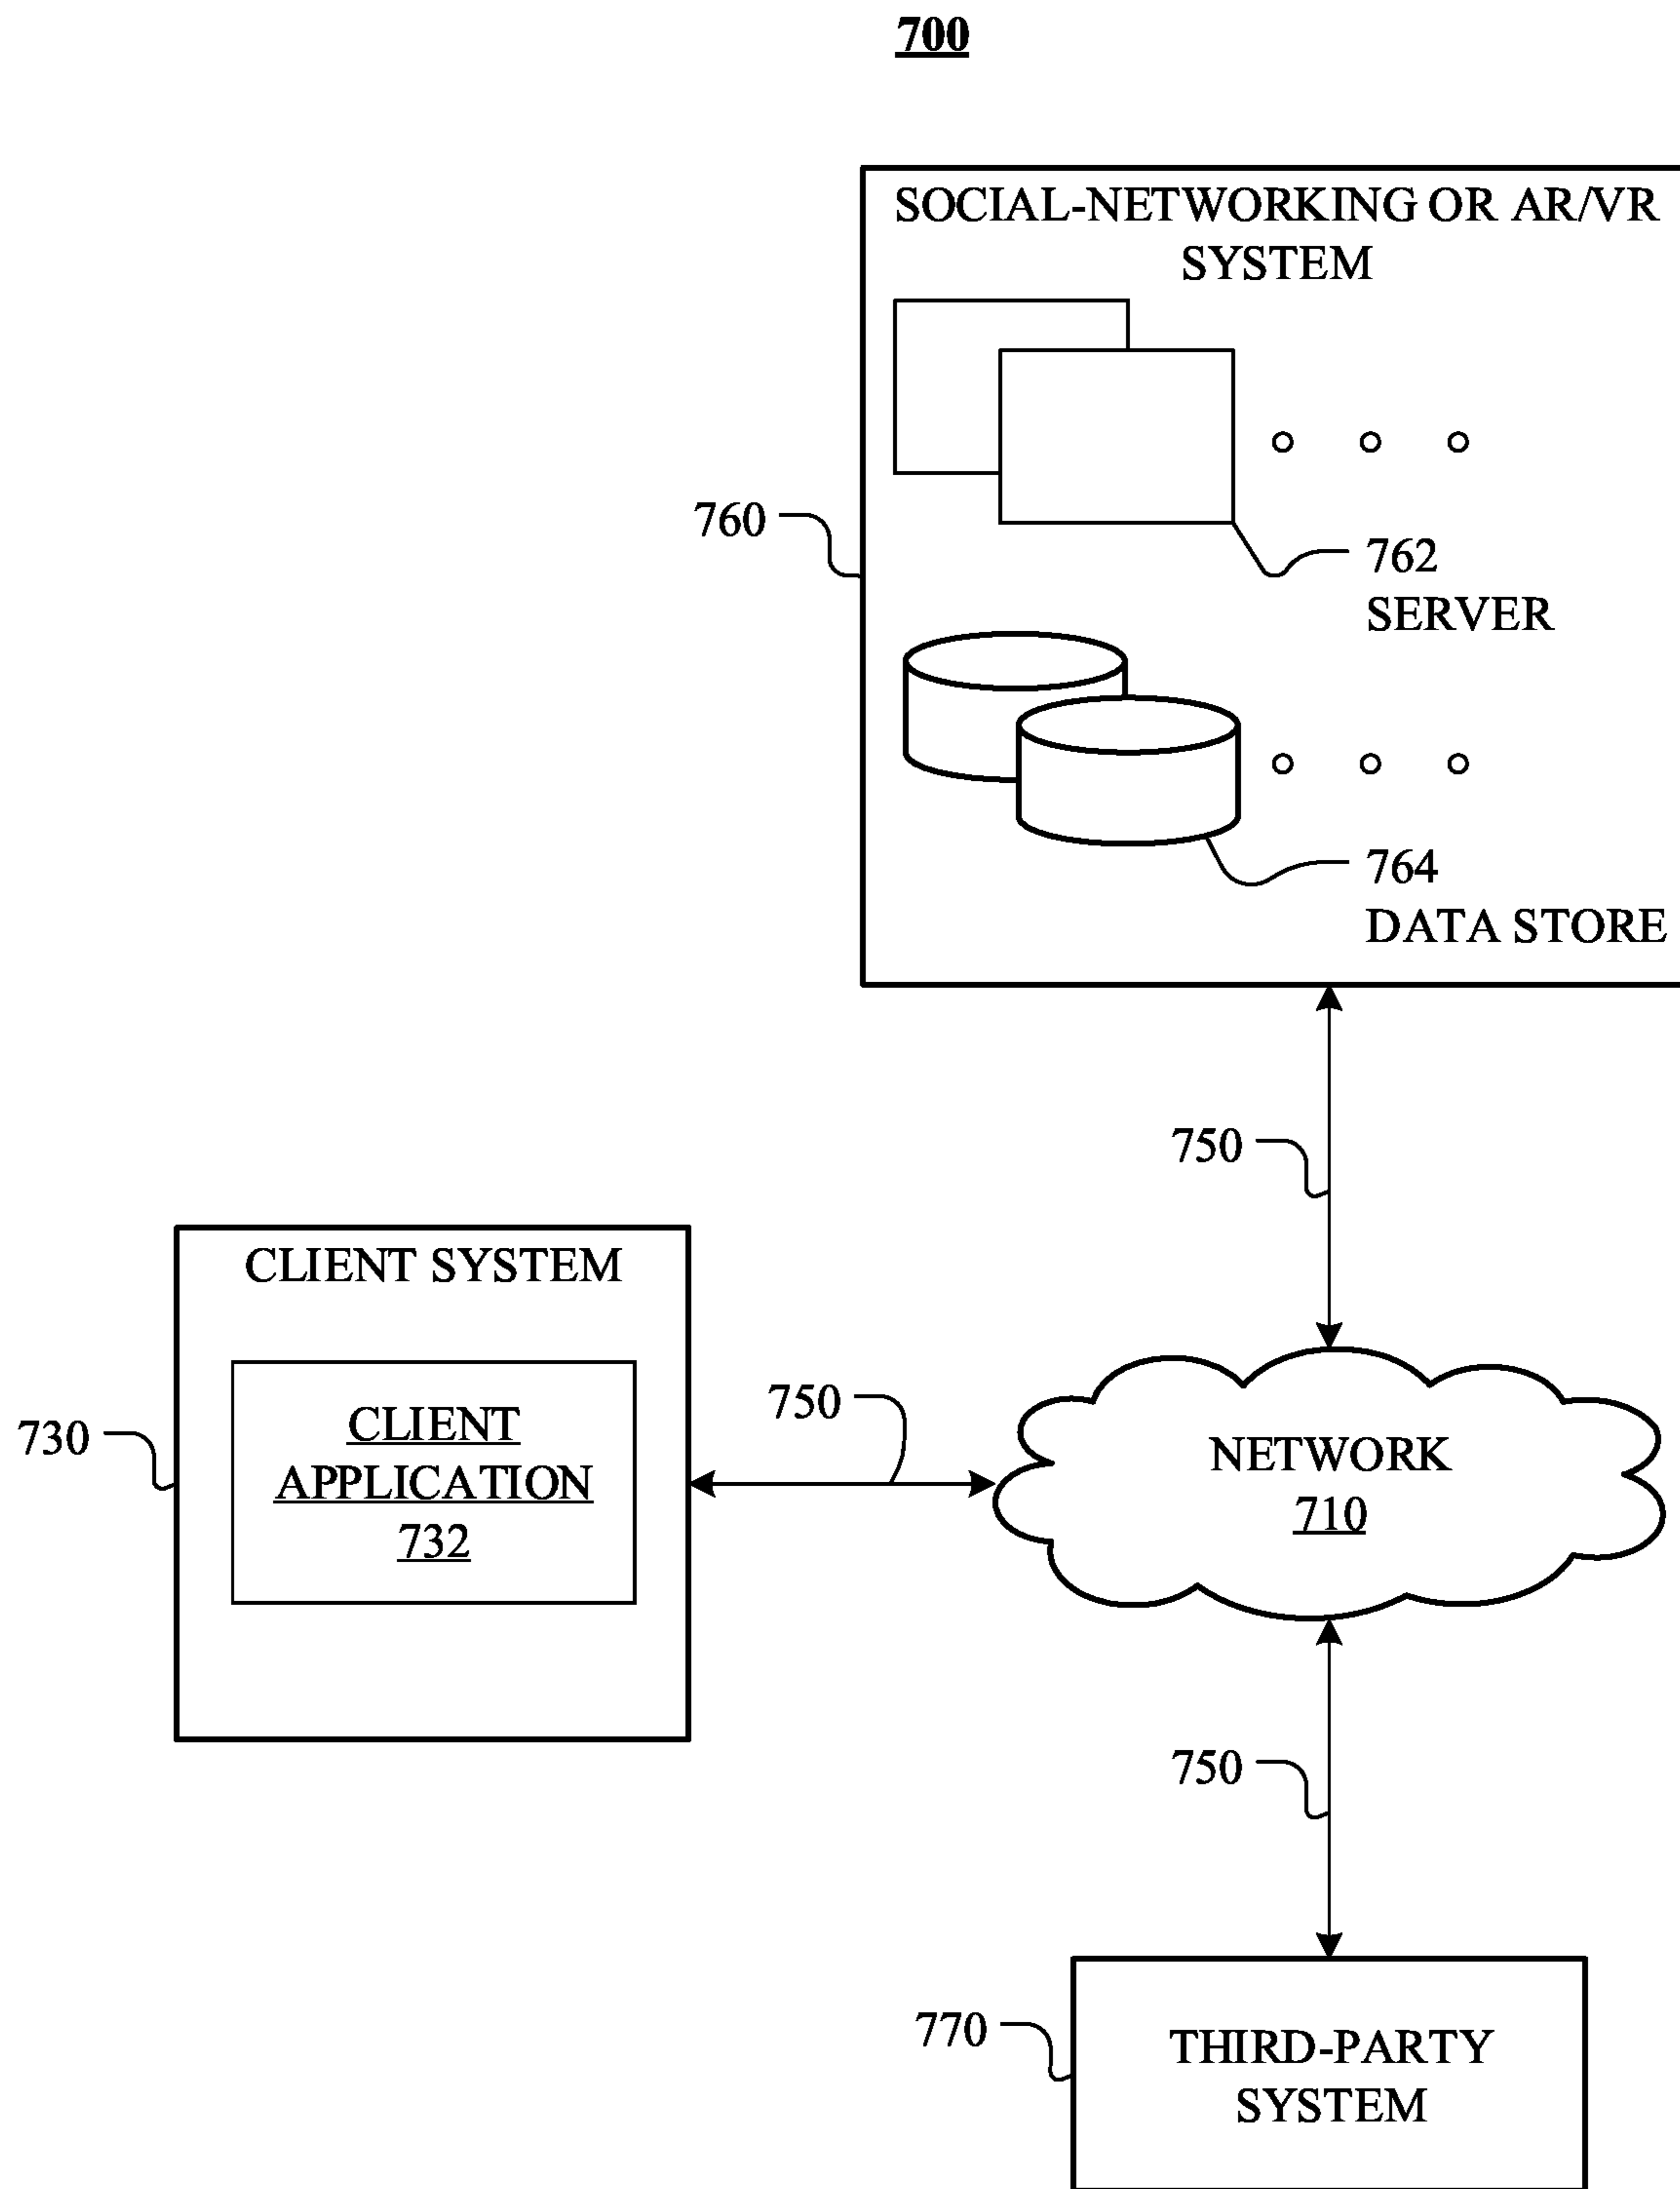 700
SOCIAL-NETWORKING OR AR/VR
SYSTEM
760
762
SERVER
764
DATA STORE
750
CLIENT SYSTEM
730
CLIENT
APPLICATION
732
750
NETWORK
710
750
770
THIRD-PARTY
SYSTEM